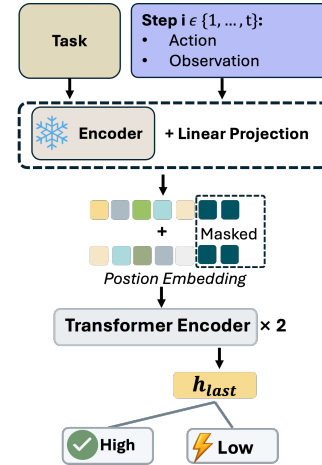 Task
Step i ϵ {1, ..., t}:
• Action
• Observation
Encoder
+ Linear Projection
+
Masked
Postion Embedding
Transformer Encoder × 2
h_last
High
Low